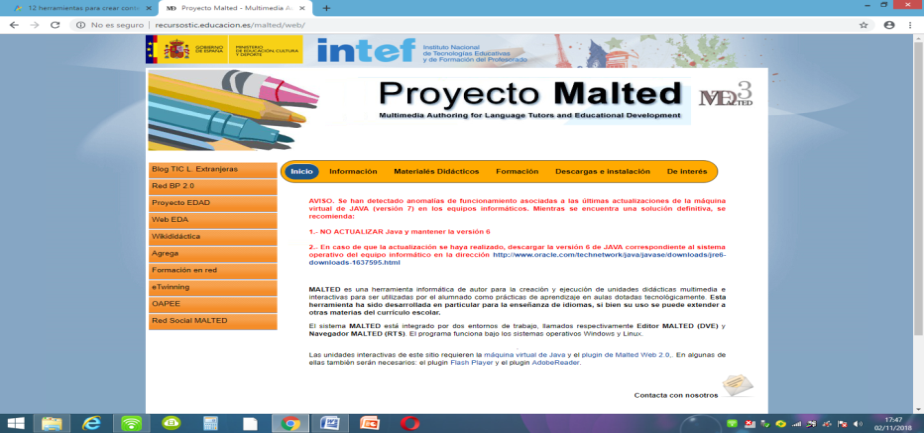 12 herramientas para crear cont
Proyecto Malted - Multimedia Au
No es seguro | recursostic.educacion.es/malted/web/
GOBIERNO DE ESPAÑA
MINISTERIO DE EDUCACIÓN, CULTURA Y DEPORTE
intef
Instituto Nacional
de Tecnologías Educativas
y de Formación del Profesorado
Proyecto Malted
Multimedia Authoring for Language Tutors and Educational Development
MALTED 3
Inicio Información Materiales Didácticos Formación Descargas e instalación De interés
Blog TIC L. Extranjeras
Red BP 2.0
Proyecto EDAD
Web EDA
Wikididáctica
Agrega
Formación en red
eTwinning
OAPEE
Red Social MALTED
AVISO. Se han detectado anomalías de funcionamiento asociadas a las últimas actualizaciones de la máquina
virtual de JAVA (versión 7) en los equipos informáticos. Mientras se encuentra una solución definitiva, se
recomienda:
1.- NO ACTUALIZAR Java y mantener la versión 6
2.- En caso de que la actualización se haya realizado, descargar la versión 6 de JAVA correspondiente al sistema
operativo del equipo informático en la dirección http://www.oracle.com/technetwork/java/javase/downloads/jre6-
downloads-1637595.html
MALTED es una herramienta informática de autor para la creación y ejecución de unidades didácticas multimedia e
interactivas para ser utilizadas por el alumnado como prácticas de aprendizaje en aulas dotadas tecnológicamente. Esta
herramienta ha sido desarrollada en particular para la enseñanza de idiomas, si bien su uso se puede extender a
otras materias del currículo escolar.
El sistema MALTED está integrado por dos entornos de trabajo, llamados respectivamente Editor MALTED (DVE) y
Navegador MALTED (RTS). El programa funciona bajo los sistemas operativos Windows y Linux.
Las unidades interactivas de este sitio requieren la máquina virtual de Java y el plugin de Malted Web 2.0,. En algunas de
ellas también serán necesarios: el plugin Flash Player y el plugin AdobeReader.
Contacta con nosotros
17:47
02/11/2018